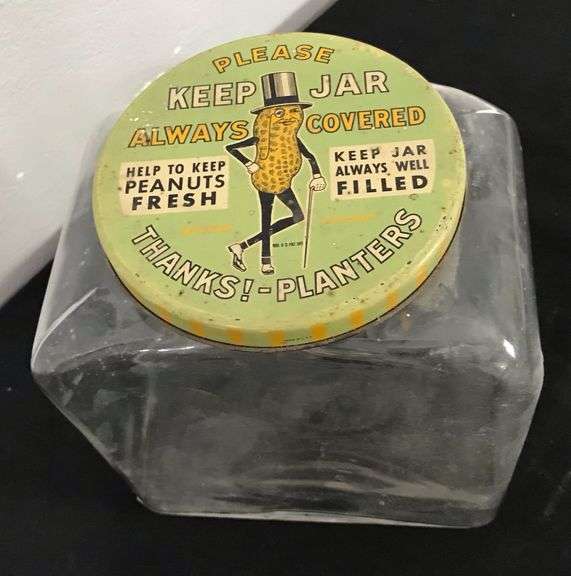 PLEASE
KEEP JAR
ALWAYS COVERED
HELP TO KEEP
PEANUTS
FRESH
KEEP JAR
ALWAYS WELL
FILLED
THANKS! - PLANTERS